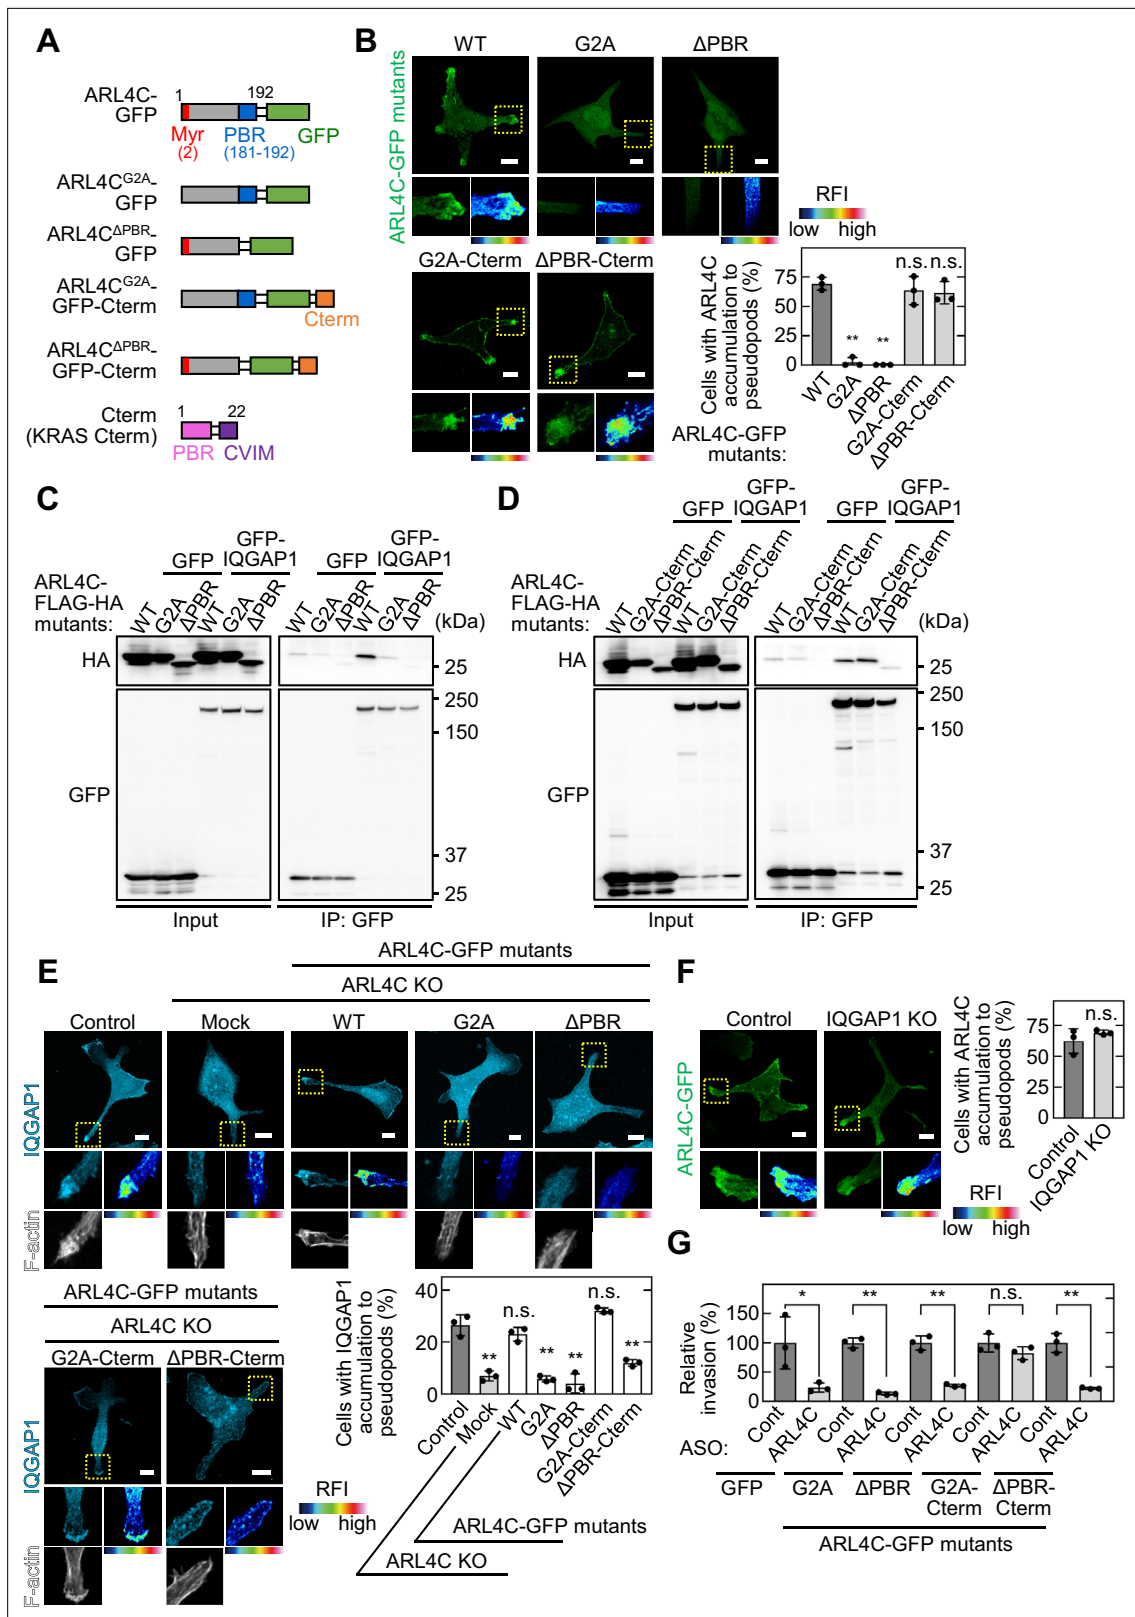 A
1 192
ARL4C-
GFP
Myr PBR GFP
(2) (181-192)
ARL4C^G2A-
GFP
ARL4C^ΔPBR-
GFP
ARL4C^G2A-
GFP-Cterm
Cterm
ARL4C^ΔPBR-
GFP-Cterm
Cterm 1 22
(KRAS Cterm)
PBR CVIM
B
WT G2A ΔPBR
ARL4C-GFP mutants
G2A-Cterm ΔPBR-Cterm
RFI
low high
Cells with ARL4C
accumulation to
pseudopods (%)
75
50
25
0
** ** n.s. n.s.
WT
G2A
ΔPBR
G2A-Cterm
ΔPBR-Cterm
ARL4C-GFP
mutants:
C
GFP GFP-
IQGAP1
GFP GFP-
IQGAP1
ARL4C-
FLAG-HA
mutants:
WT G2A ΔPBR WT G2A ΔPBR WT G2A ΔPBR WT G2A ΔPBR
(kDa)
HA
25
GFP
250
150
37
25
Input IP: GFP
D
GFP GFP-
IQGAP1
GFP GFP-
IQGAP1
ARL4C-
FLAG-HA
mutants:
WT G2A-Cterm ΔPBR-Cterm WT G2A-Cterm ΔPBR-Cterm WT G2A-Cterm ΔPBR-Ctern WT G2A-Cterm ΔPBR-Cterm
(kDa)
HA
25
GFP
250
150
37
25
Input IP: GFP
E
ARL4C-GFP mutants
ARL4C KO
Control Mock WT G2A ΔPBR
IQGAP1
F-actin
ARL4C-GFP mutants
ARL4C KO
G2A-Cterm ΔPBR-Cterm
IQGAP1
F-actin
RFI
low high
Cells with IQGAP1
accumulation to
pseudopods (%)
40
20
0
** n.s. ** ** n.s. **
Control
Mock
WT
G2A
ΔPBR
G2A-Cterm
ΔPBR-Cterm
ARL4C-GFP mutants
ARL4C KO
F
Control IQGAP1 KO
ARL4C-GFP
RFI
low high
Cells with ARL4C
accumulation to
pseudopods (%)
75
50
25
0
n.s.
Control
IQGAP1 KO
G
Relative
invasion (%)
150
100
50
0
* ** ** n.s. **
ASO:
Cont ARL4C Cont ARL4C Cont ARL4C Cont ARL4C Cont ARL4C
GFP G2A ΔPBR G2A-
Cterm
ΔPBR-
Cterm
ARL4C-GFP mutants